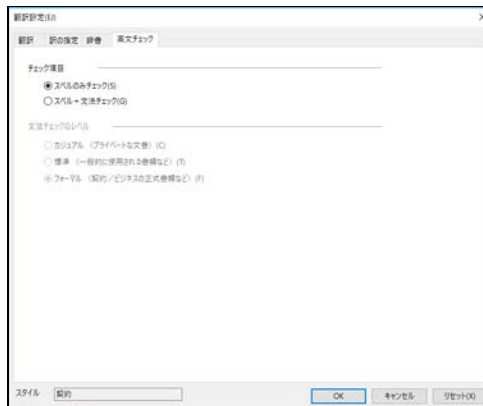 翻訳設定(U)
翻訳 訳の指定 辞書 英文チェック
チェック項目
スペルのみチェック(S)
スペル＋文法チェック(G)
文法チェックのレベル
カジュアル（プライベートな文書）(C)
標準（一般的に使用される書類など）(T)
フォーマル（契約／ビジネスの正式書類など）(F)
スタイル 契約 OK キャンセル リセット(X)